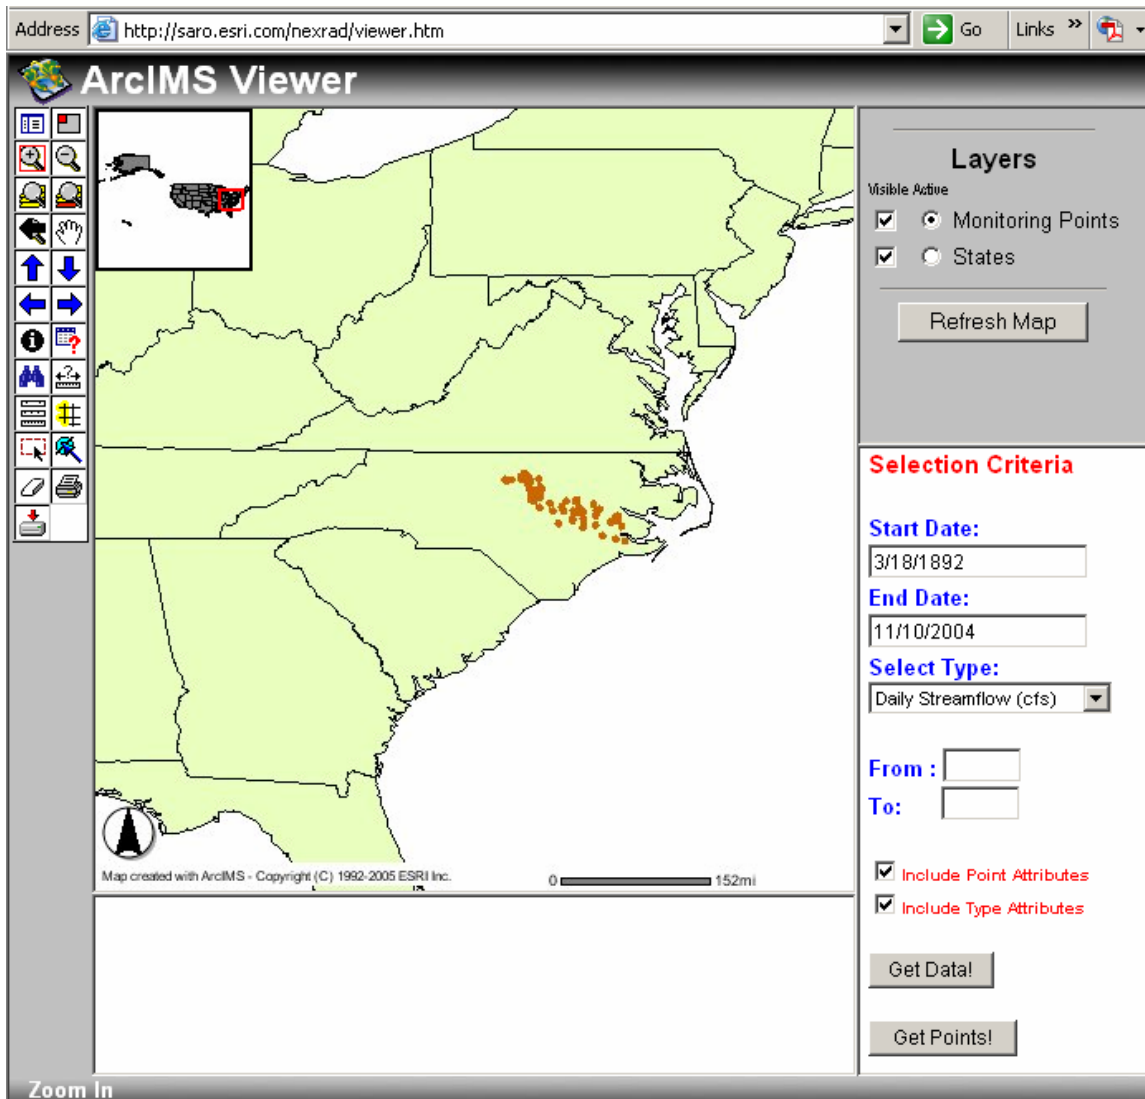 Address http://saro.esri.com/nexrad/viewer.htm Go Links »
ArcIMS Viewer
Layers
Visible Active
Monitoring Points
States
Refresh Map
Selection Criteria
Start Date:
3/18/1892
End Date:
11/10/2004
Select Type:
Daily Streamflow (cfs)
From :
To:
Include Point Attributes
Include Type Attributes
Get Data!
Get Points!
Map created with ArcIMS - Copyright (C) 1992-2005 ESRI Inc.
0 152mi
Zoom In